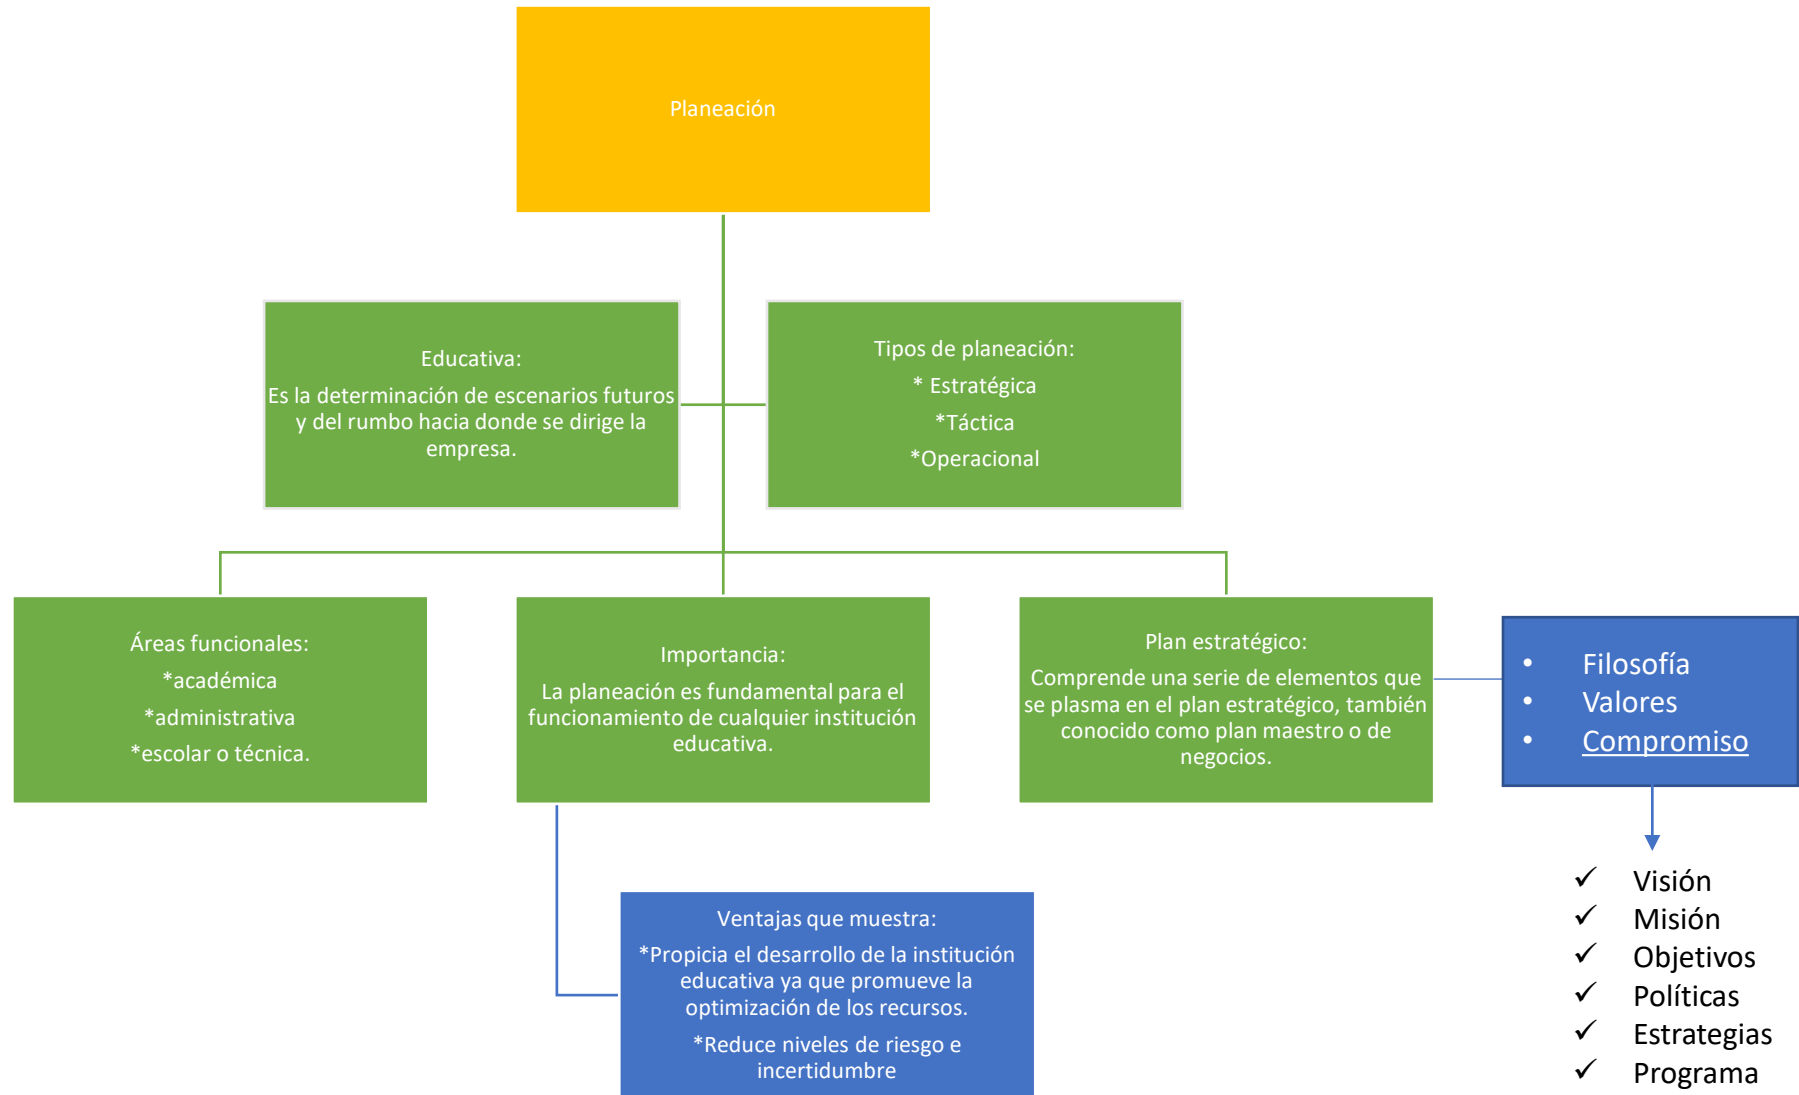 Planeación
Educativa:
Es la determinación de escenarios futuros
y del rumbo hacia donde se dirige la
empresa.
Tipos de planeación:
* Estratégica
*Táctica
*Operacional
Áreas funcionales:
*académica
*administrativa
*escolar o técnica.
Importancia:
La planeación es fundamental para el
funcionamiento de cualquier institución
educativa.
Plan estratégico:
Comprende una serie de elementos que
se plasma en el plan estratégico, también
conocido como plan maestro o de
negocios.
• Filosofía
• Valores
• Compromiso
✓ Visión
✓ Misión
✓ Objetivos
✓ Políticas
✓ Estrategias
✓ Programa
Ventajas que muestra:
*Propicia el desarrollo de la institución
educativa ya que promueve la
optimización de los recursos.
*Reduce niveles de riesgo e
incertidumbre